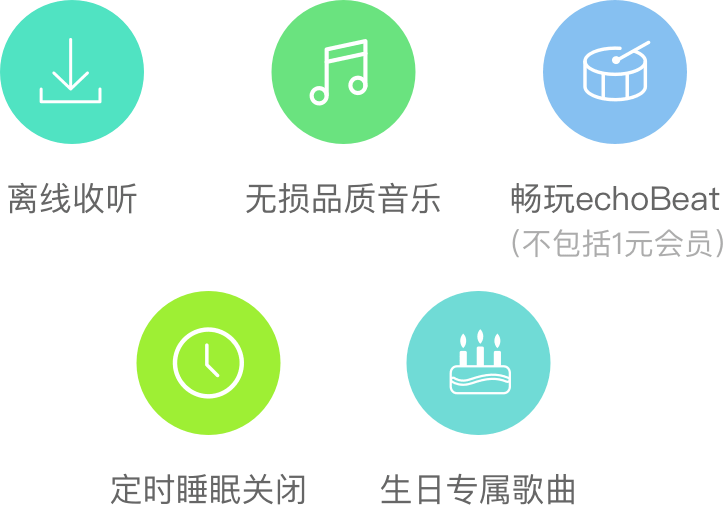 离线收听
无损品质音乐
畅玩echoBeat
(不包括1元会员)
定时睡眠关闭
生日专属歌曲